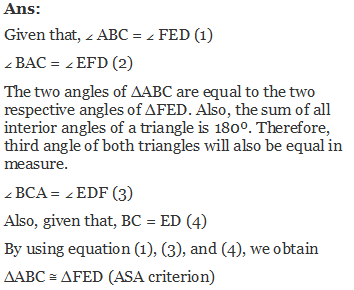 Ans:
Given that, ∠ ABC = ∠ FED (1)
∠ BAC = ∠ EFD (2)
The two angles of ΔABC are equal to the two
respective angles of ΔFED. Also, the sum of all
interior angles of a triangle is 180º. Therefore,
third angle of both triangles will also be equal in
measure.
∠ BCA = ∠ EDF (3)
Also, given that, BC = ED (4)
By using equation (1), (3), and (4), we obtain
ΔABC ≅ ΔFED (ASA criterion)